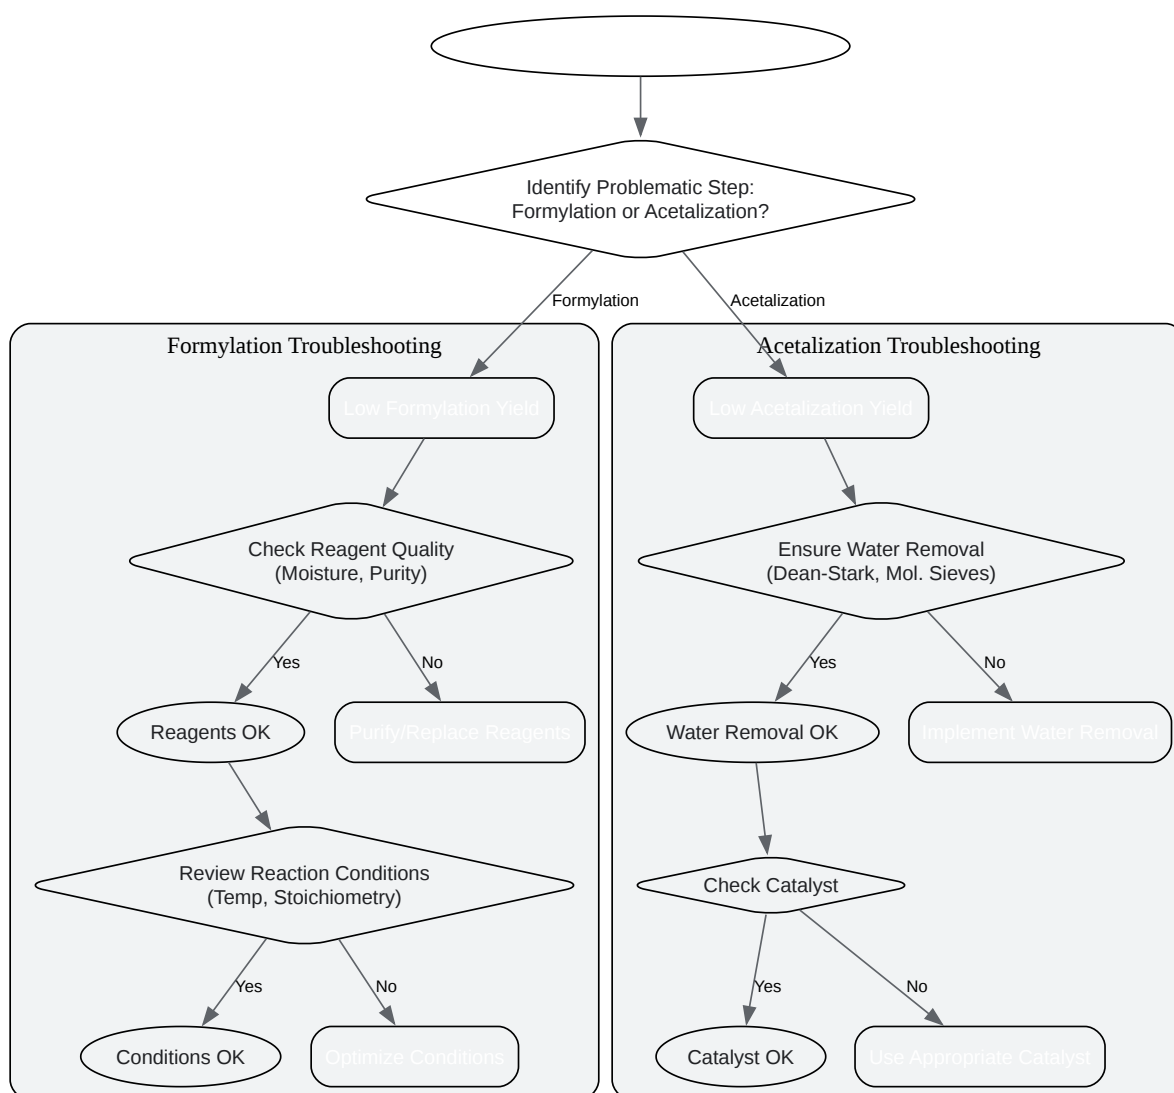 Identify Problematic Step:
Formylation or Acetalization?
Formylation
Acetalization
Formylation Troubleshooting
Acetalization Troubleshooting
Low Formylation Yield
Low Acetalization Yield
Check Reagent Quality
(Moisture, Purity)
Ensure Water Removal
(Dean-Stark, Mol. Sieves)
Yes
No
Yes
No
Reagents OK
Purify/Replace Reagents
Water Removal OK
Implement Water Removal
Review Reaction Conditions
(Temp, Stoichiometry)
Check Catalyst
Yes
No
Yes
No
Conditions OK
Optimize Conditions
Catalyst OK
Use Appropriate Catalyst